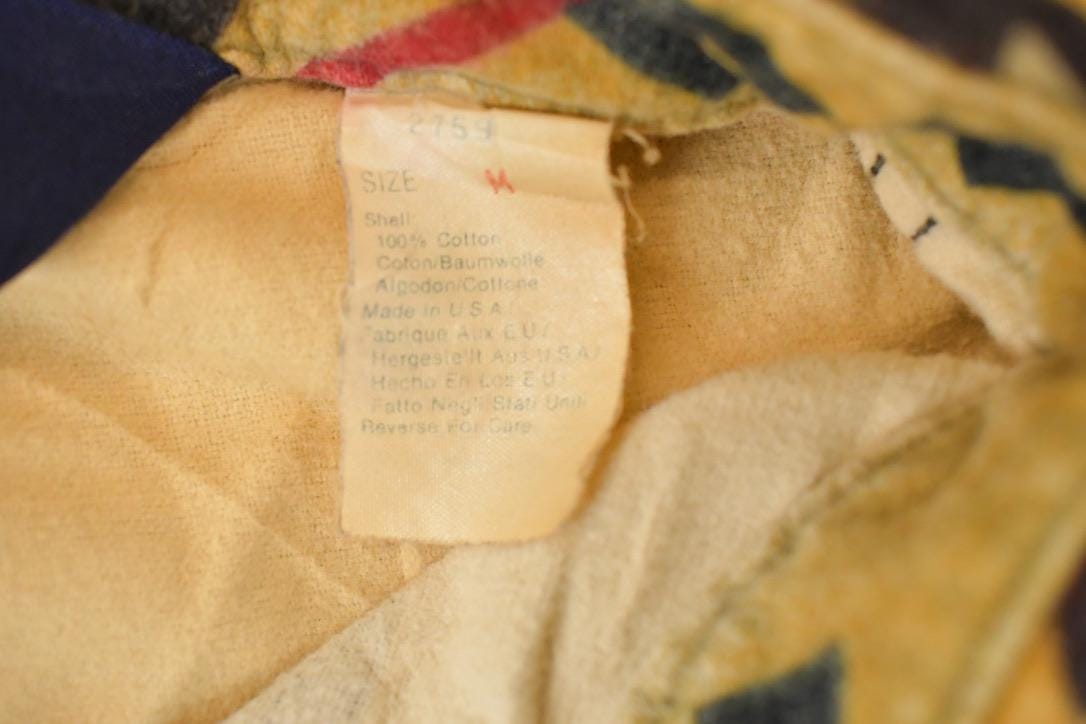 2759
SIZE M
Shell:
100% Cotton
Coton/Baumwolle
Algodon/Cottone
Made in U.S.A./
Fabrique Aux E.U./
Hergestellt Aus U.S.A./
Hecho En Los E.U./
Fatto Negli Stati Uniti
Reverse For Care